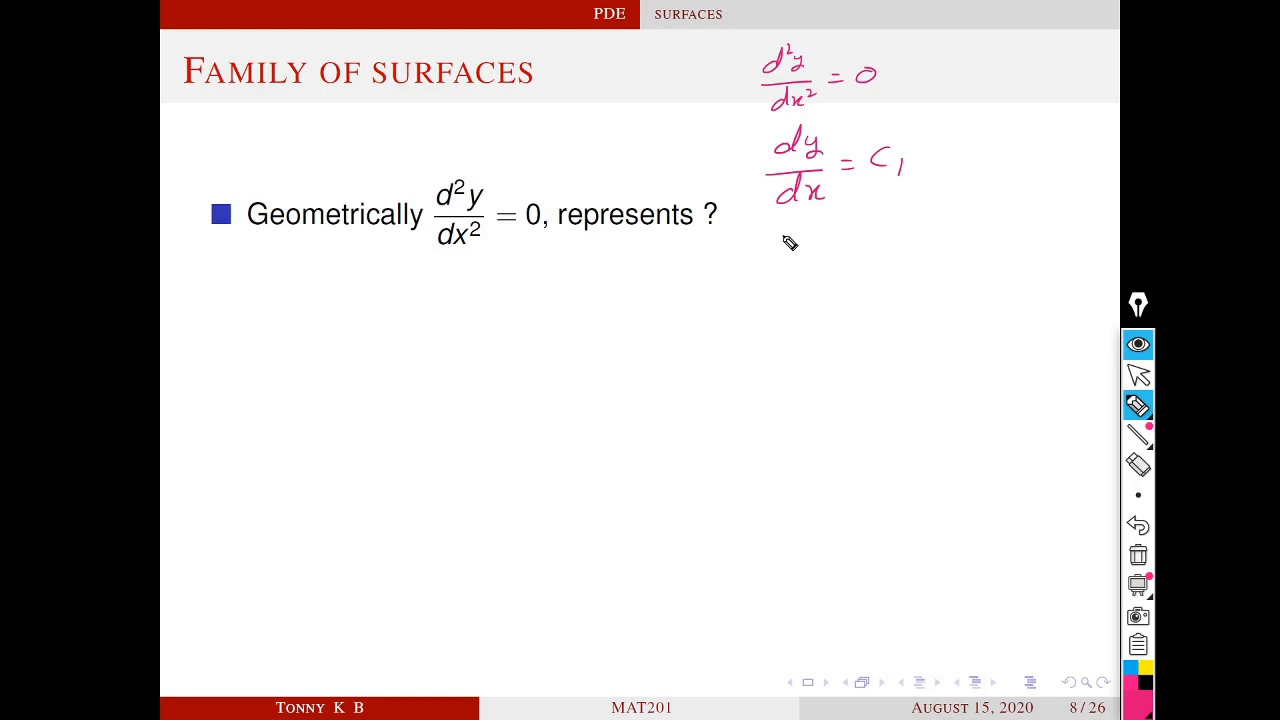 PDE SURFACES
FAMILY OF SURFACES
d²y/dx² = 0
dy/dx = C₁
Geometrically d²y/dx² = 0, represents ?
TONNY K B MAT201 AUGUST 15, 2020 8 / 26